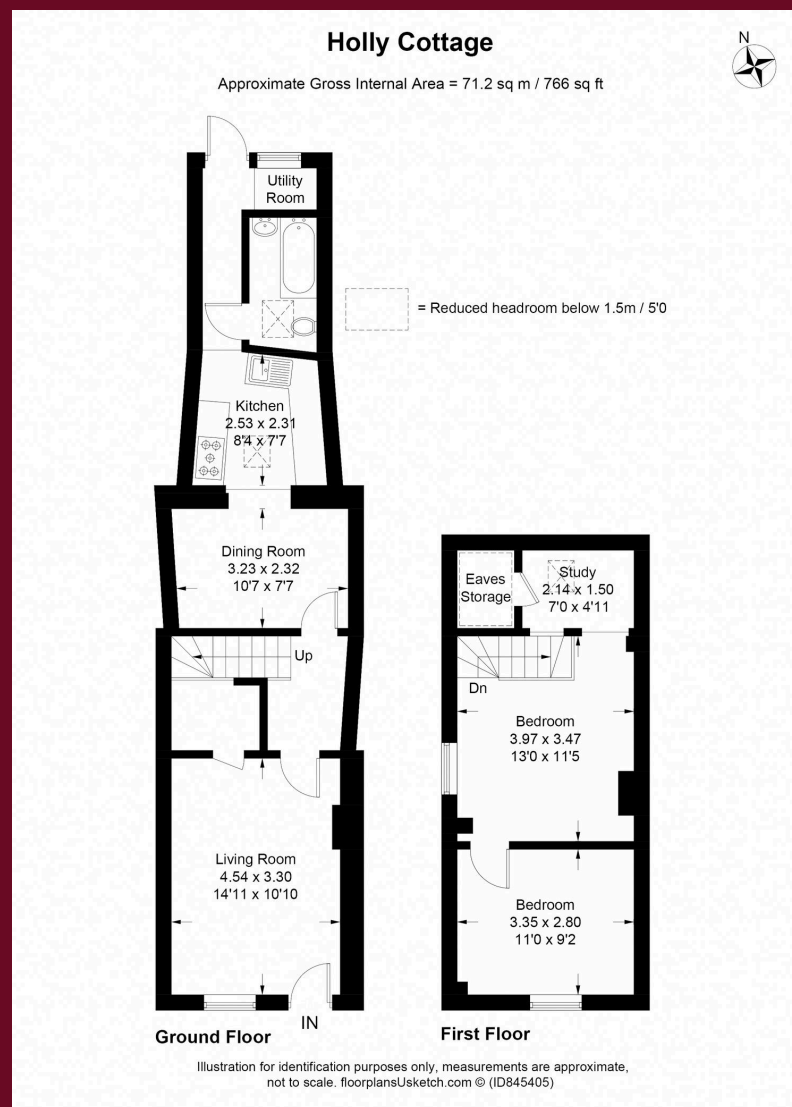 Holly Cottage
N
Approximate Gross Internal Area = 71.2 sq m / 766 sq ft
Utility
Room
= Reduced headroom below 1.5m / 5'0
Kitchen
2.53 x 2.31
8'4 x 7'7
Dining Room
3.23 x 2.32
10'7 x 7'7
Up
Living Room
4.54 x 3.30
14'11 x 10'10
IN
Ground Floor
Eaves
Storage
Study
2.14 x 1.50
7'0 x 4'11
Dn
Bedroom
3.97 x 3.47
13'0 x 11'5
Bedroom
3.35 x 2.80
11'0 x 9'2
First Floor
Illustration for identification purposes only, measurements are approximate,
not to scale. floorplansUsketch.com © (ID845405)